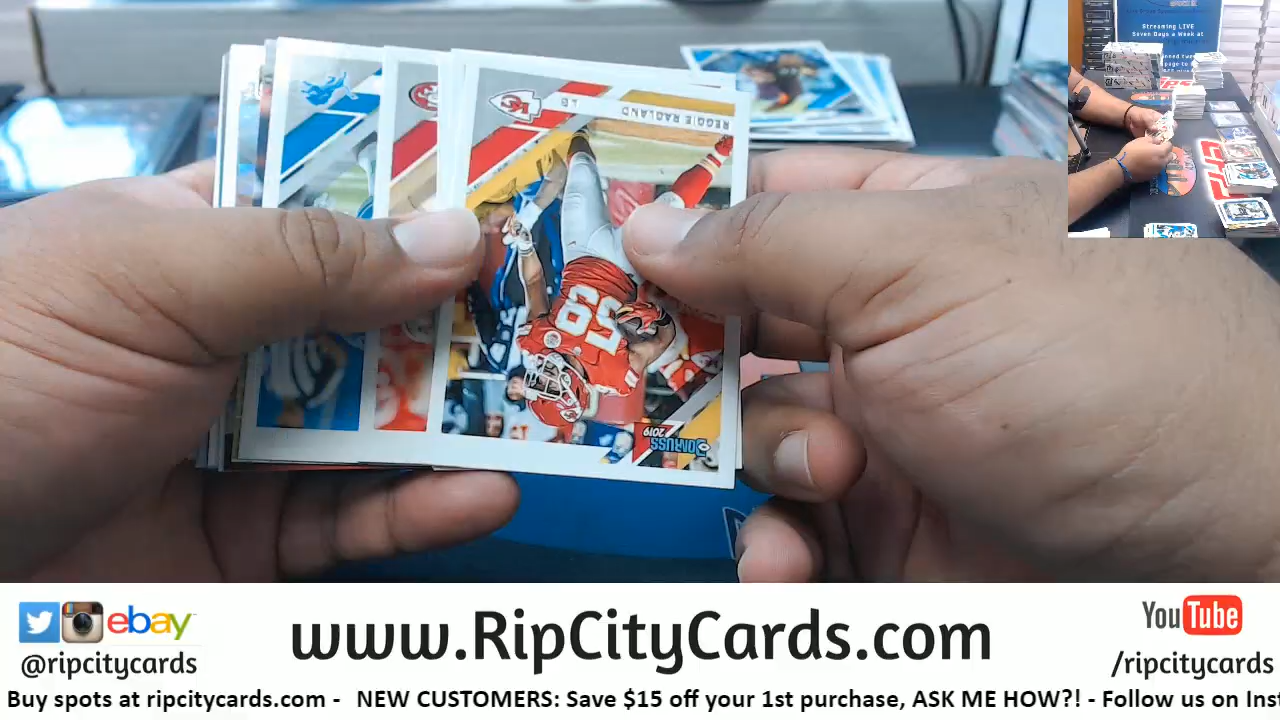 Streaming LIVE
Seven Days a Week at
REGGIE RAGLAND
LB
KC
59
DONRUSS
2019
ebay
www.RipCityCards.com
YouTube
@ripcitycards
/ripcitycards
Buy spots at ripcitycards.com - NEW CUSTOMERS: Save $15 off your 1st purchase, ASK ME HOW?! - Follow us on Inst